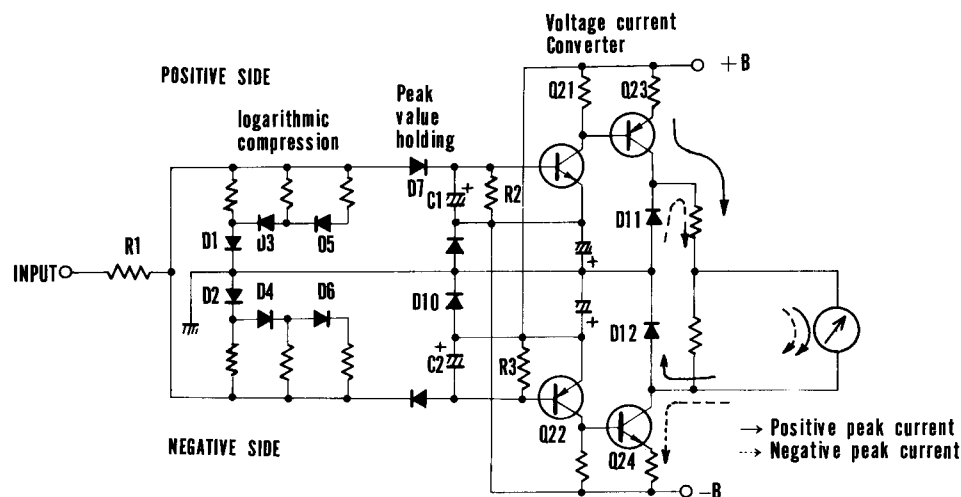 Voltage current
Converter
+B
POSITIVE SIDE
Q21
Q23
logarithmic
compression
Peak
value
holding
D7
C1
+
R2
D3
D5
D11
R1
D1
INPUT
+
D2
D4
D6
D10
+
D12
+
C2
R3
NEGATIVE SIDE
Q22
Q24
→ Positive peak current
⇢ Negative peak current
−B